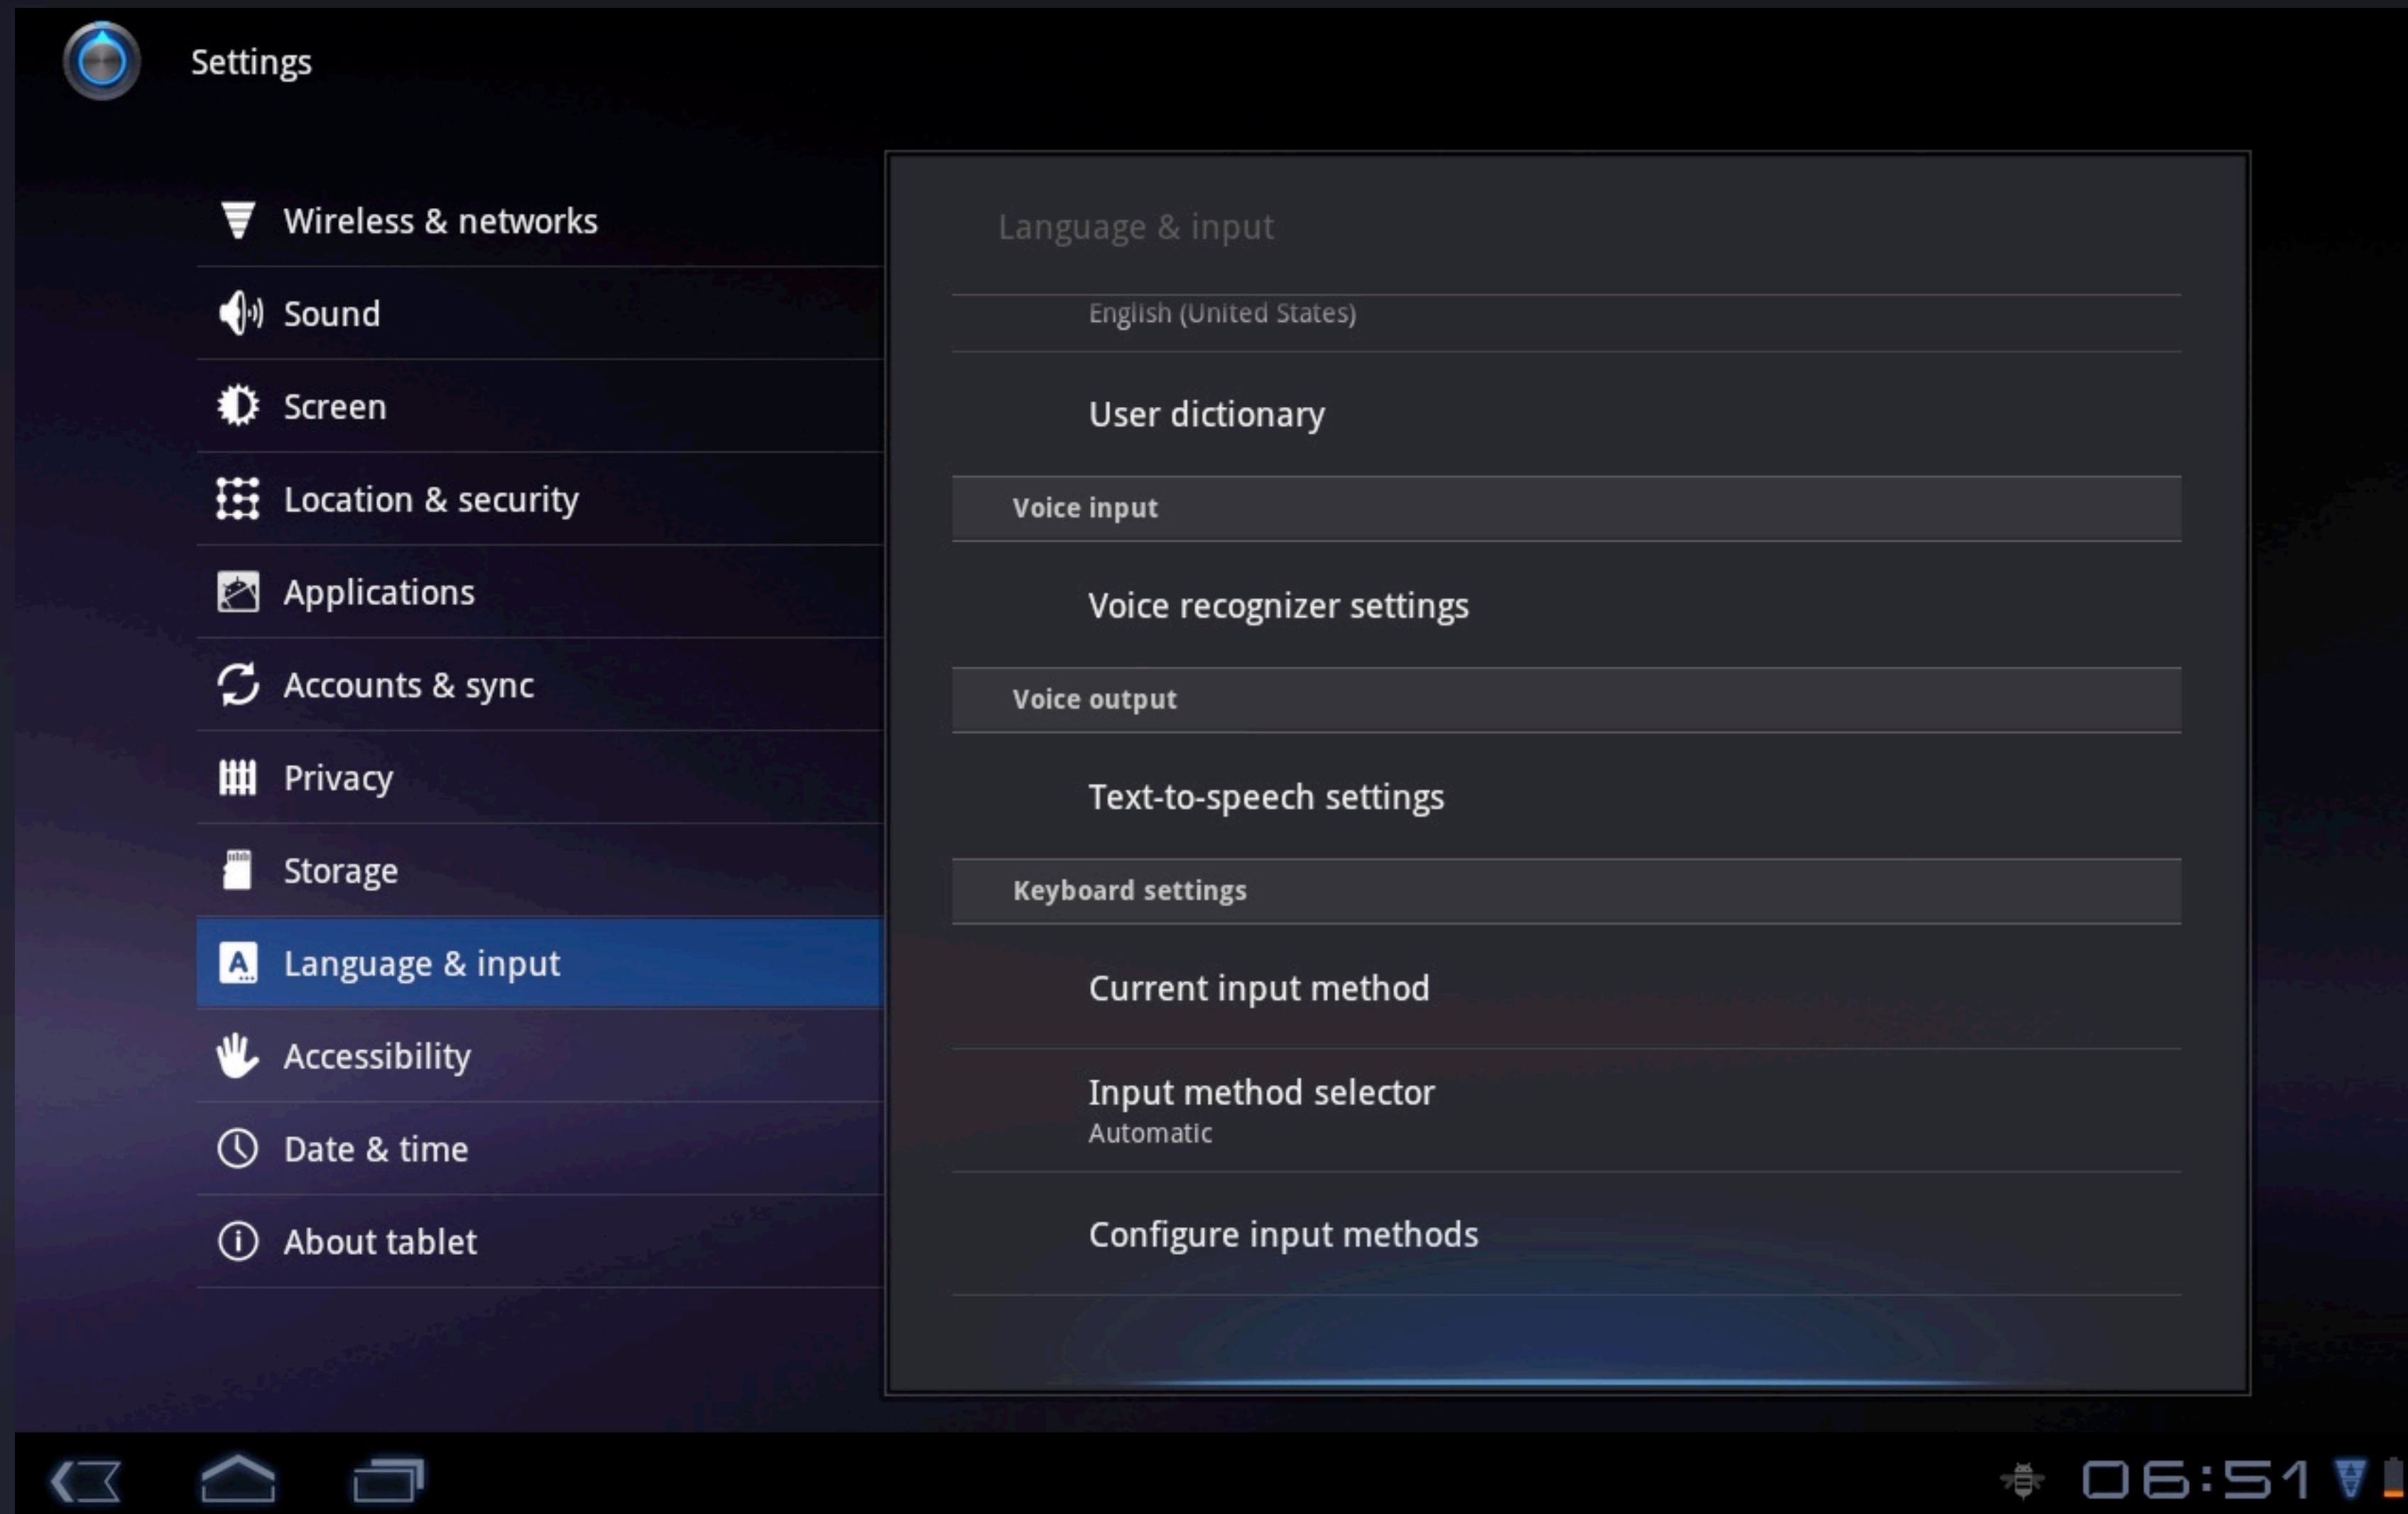 Settings
Wireless & networks
Sound
Screen
Location & security
Applications
Accounts & sync
Privacy
Storage
Language & input
Accessibility
Date & time
About tablet
Language & input
English (United States)
User dictionary
Voice input
Voice recognizer settings
Voice output
Text-to-speech settings
Keyboard settings
Current input method
Input method selector
Automatic
Configure input methods
06:51